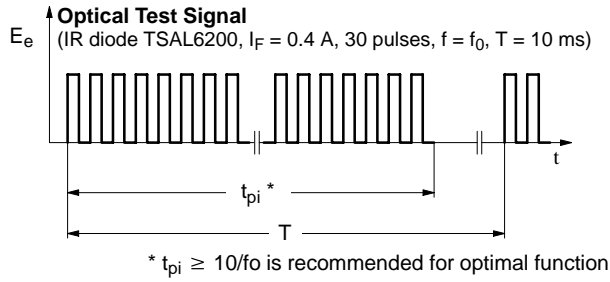 Optical Test Signal
E_e
(IR diode TSAL6200, I_F = 0.4 A, 30 pulses, f = f_0, T = 10 ms)
t
t_pi *
T
* t_pi ≥ 10/fo is recommended for optimal function